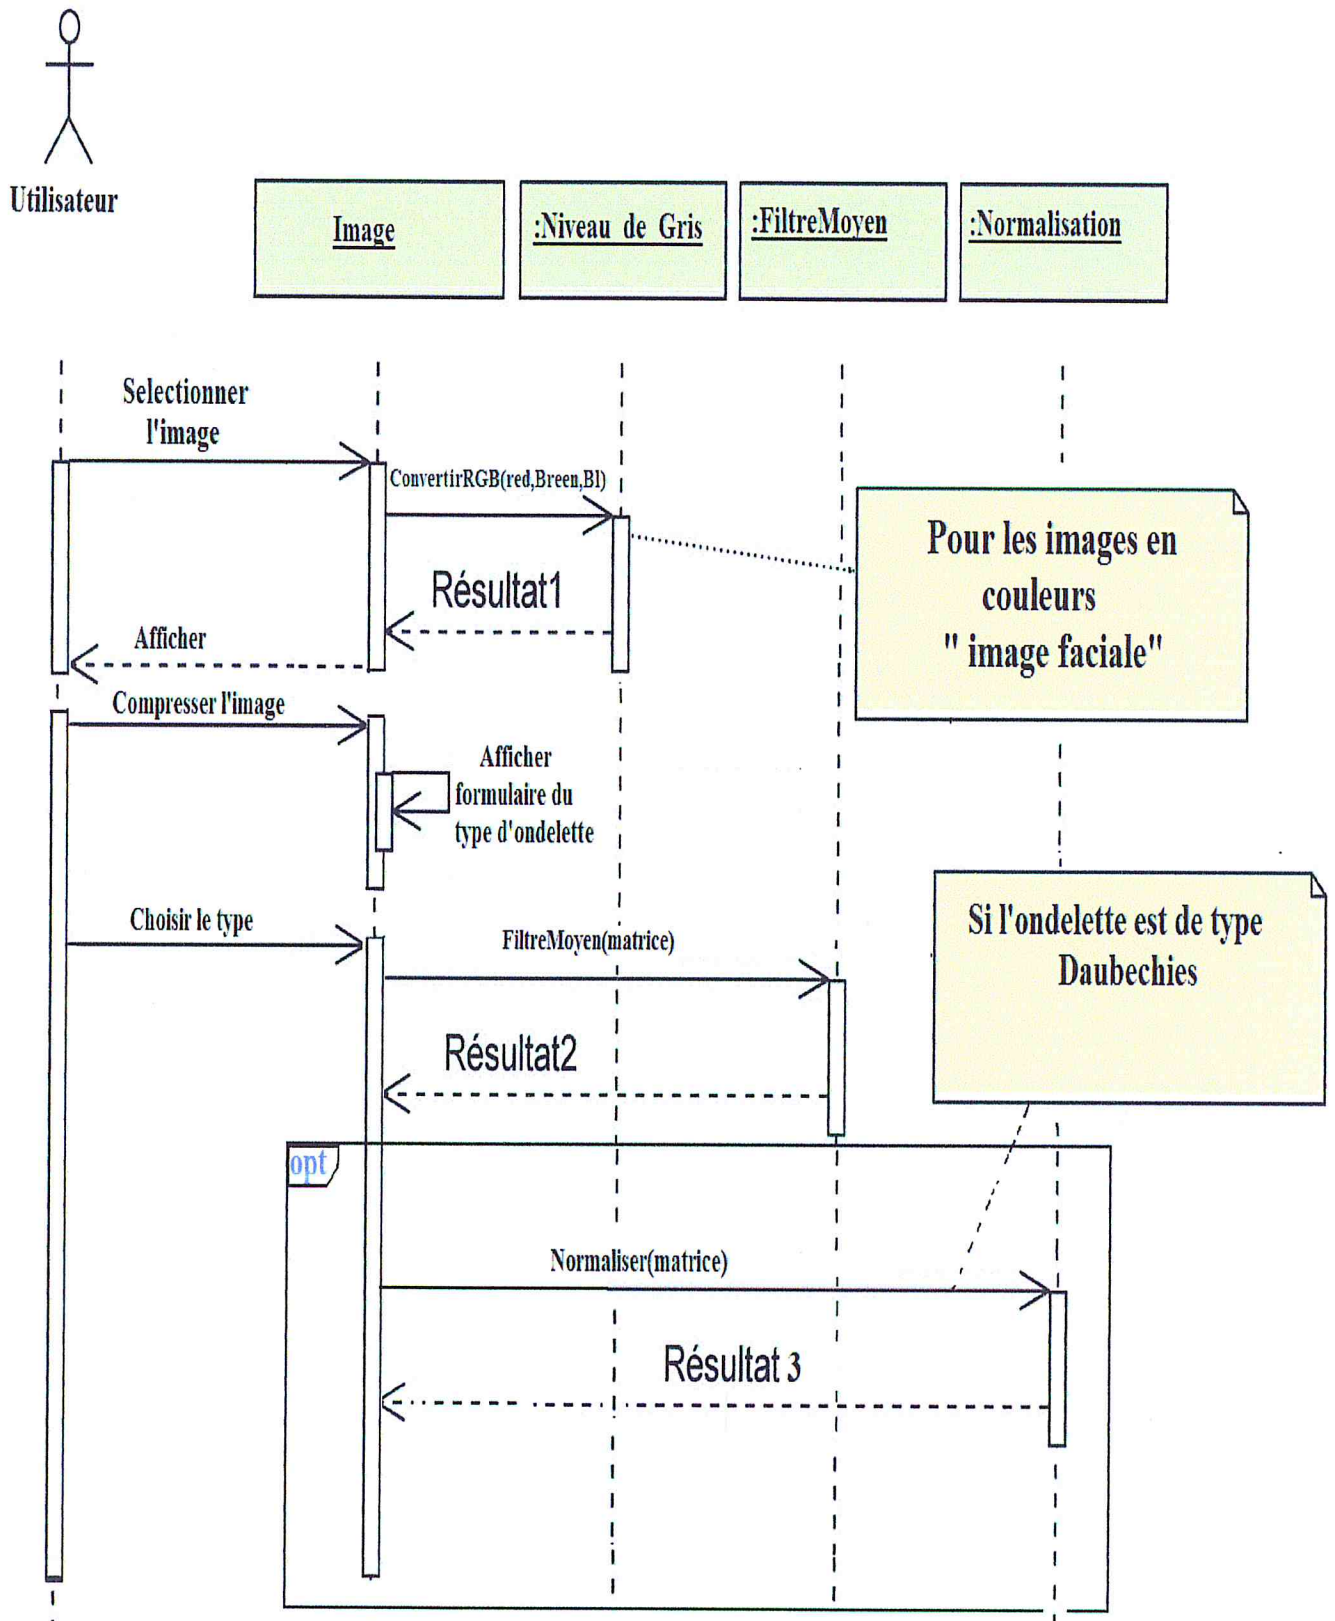 Utilisateur
Image
:Niveau de Gris
:FiltreMoyen
:Normalisation
Selectionner
l'image
ConvertirRGB(red,Breen,Bl)
Pour les images en
couleurs
" image faciale"
Résultat1
Afficher
Compresser l'image
Afficher
formulaire du
type d'ondelette
Choisir le type
FiltreMoyen(matrice)
Si l'ondelette est de type
Daubechies
Résultat2
opt
Normaliser(matrice)
Résultat 3